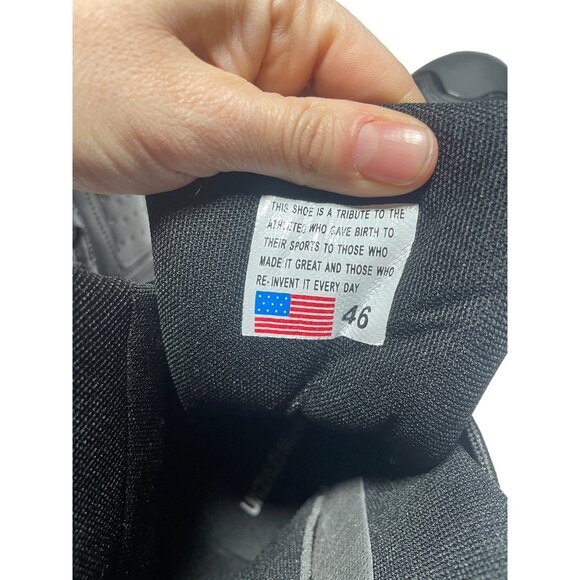 THIS SHOE IS A TRIBUTE TO THE
ATHLETES WHO GAVE BIRTH TO
THEIR SPORTS TO THOSE WHO
MADE IT GREAT AND THOSE WHO
RE-INVENT IT EVERY DAY
46